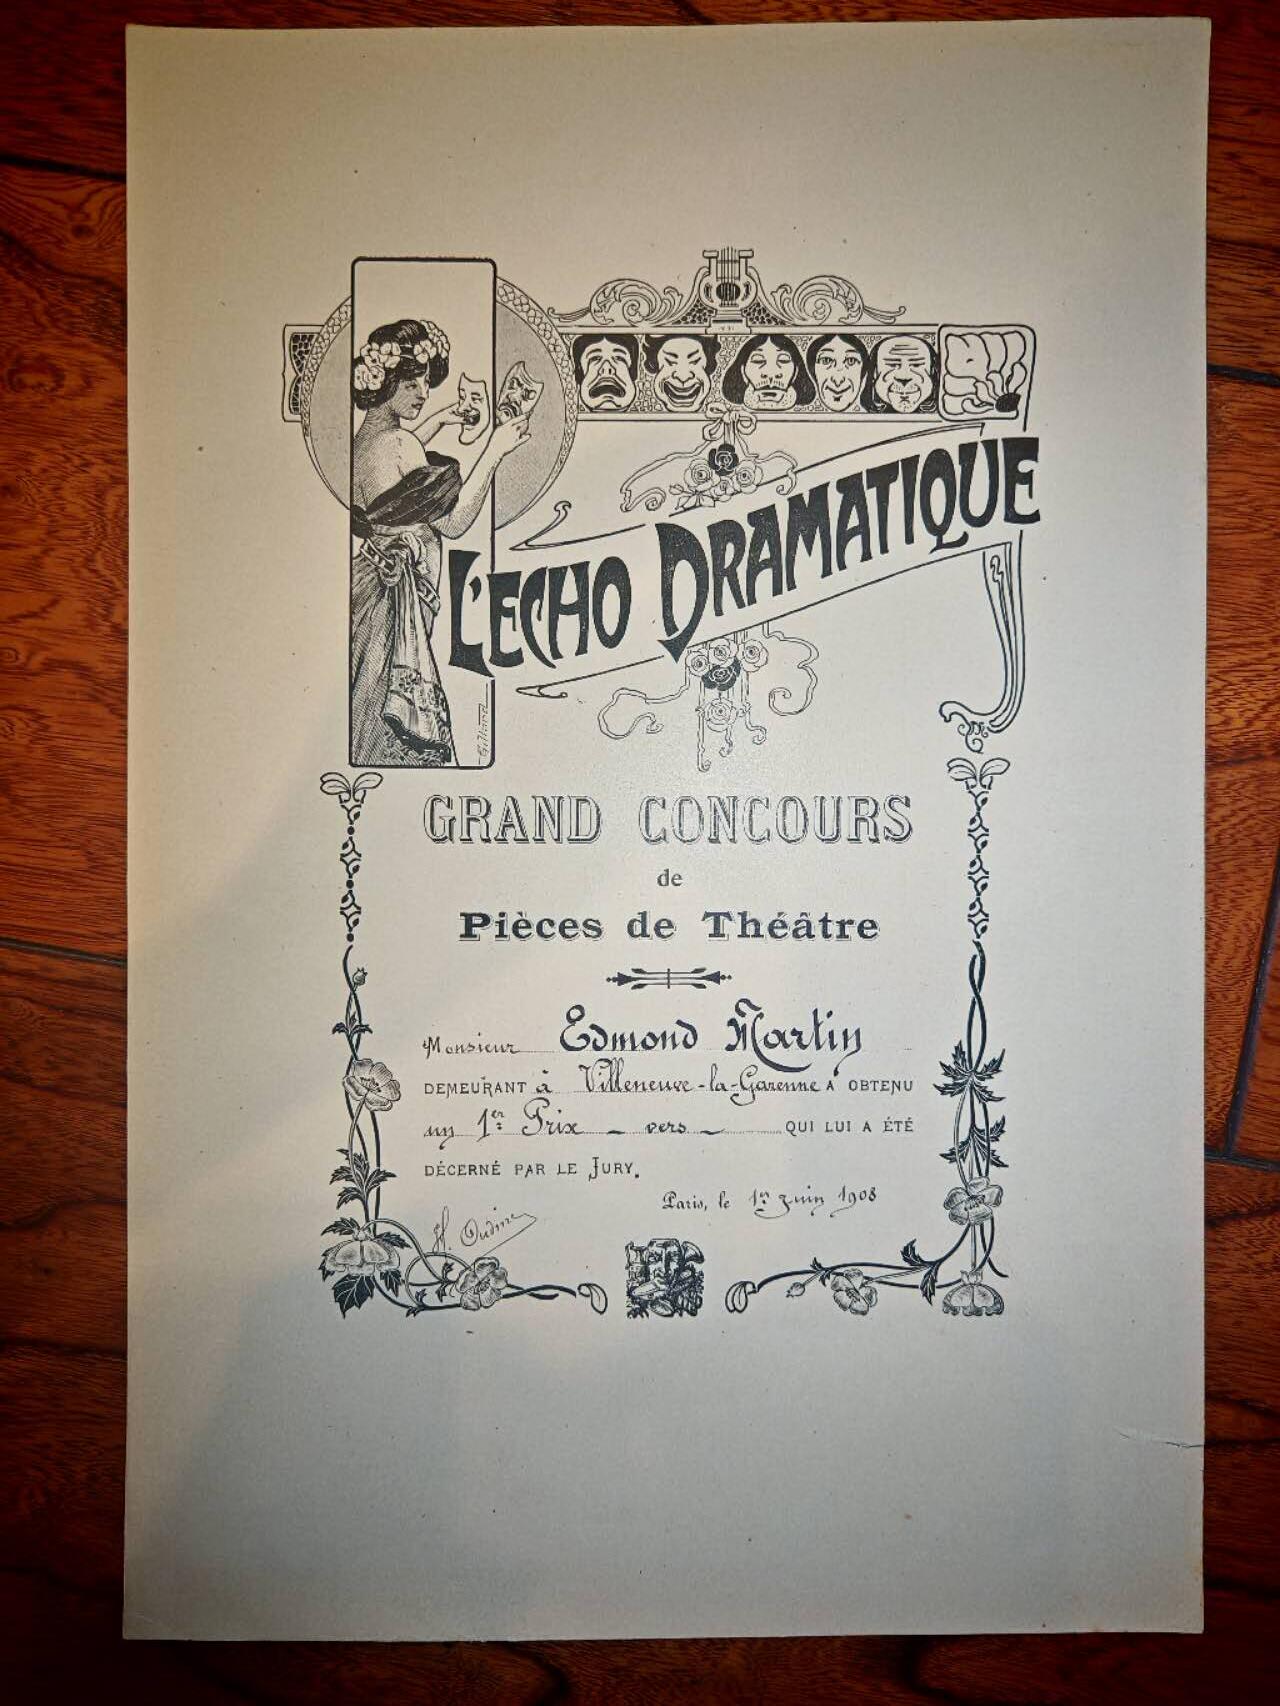 L'ECHO DRAMATIQUE
Gillard
GRAND CONCOURS
de
Pièces de Théâtre
Monsieur Edmond Martin
DEMEURANT à Villeneuve-la-Garenne A OBTENU
un 1er Prix - vers - QUI LUI A ÉTÉ
DÉCERNÉ PAR LE JURY.
Paris, le 1er Juin 1908